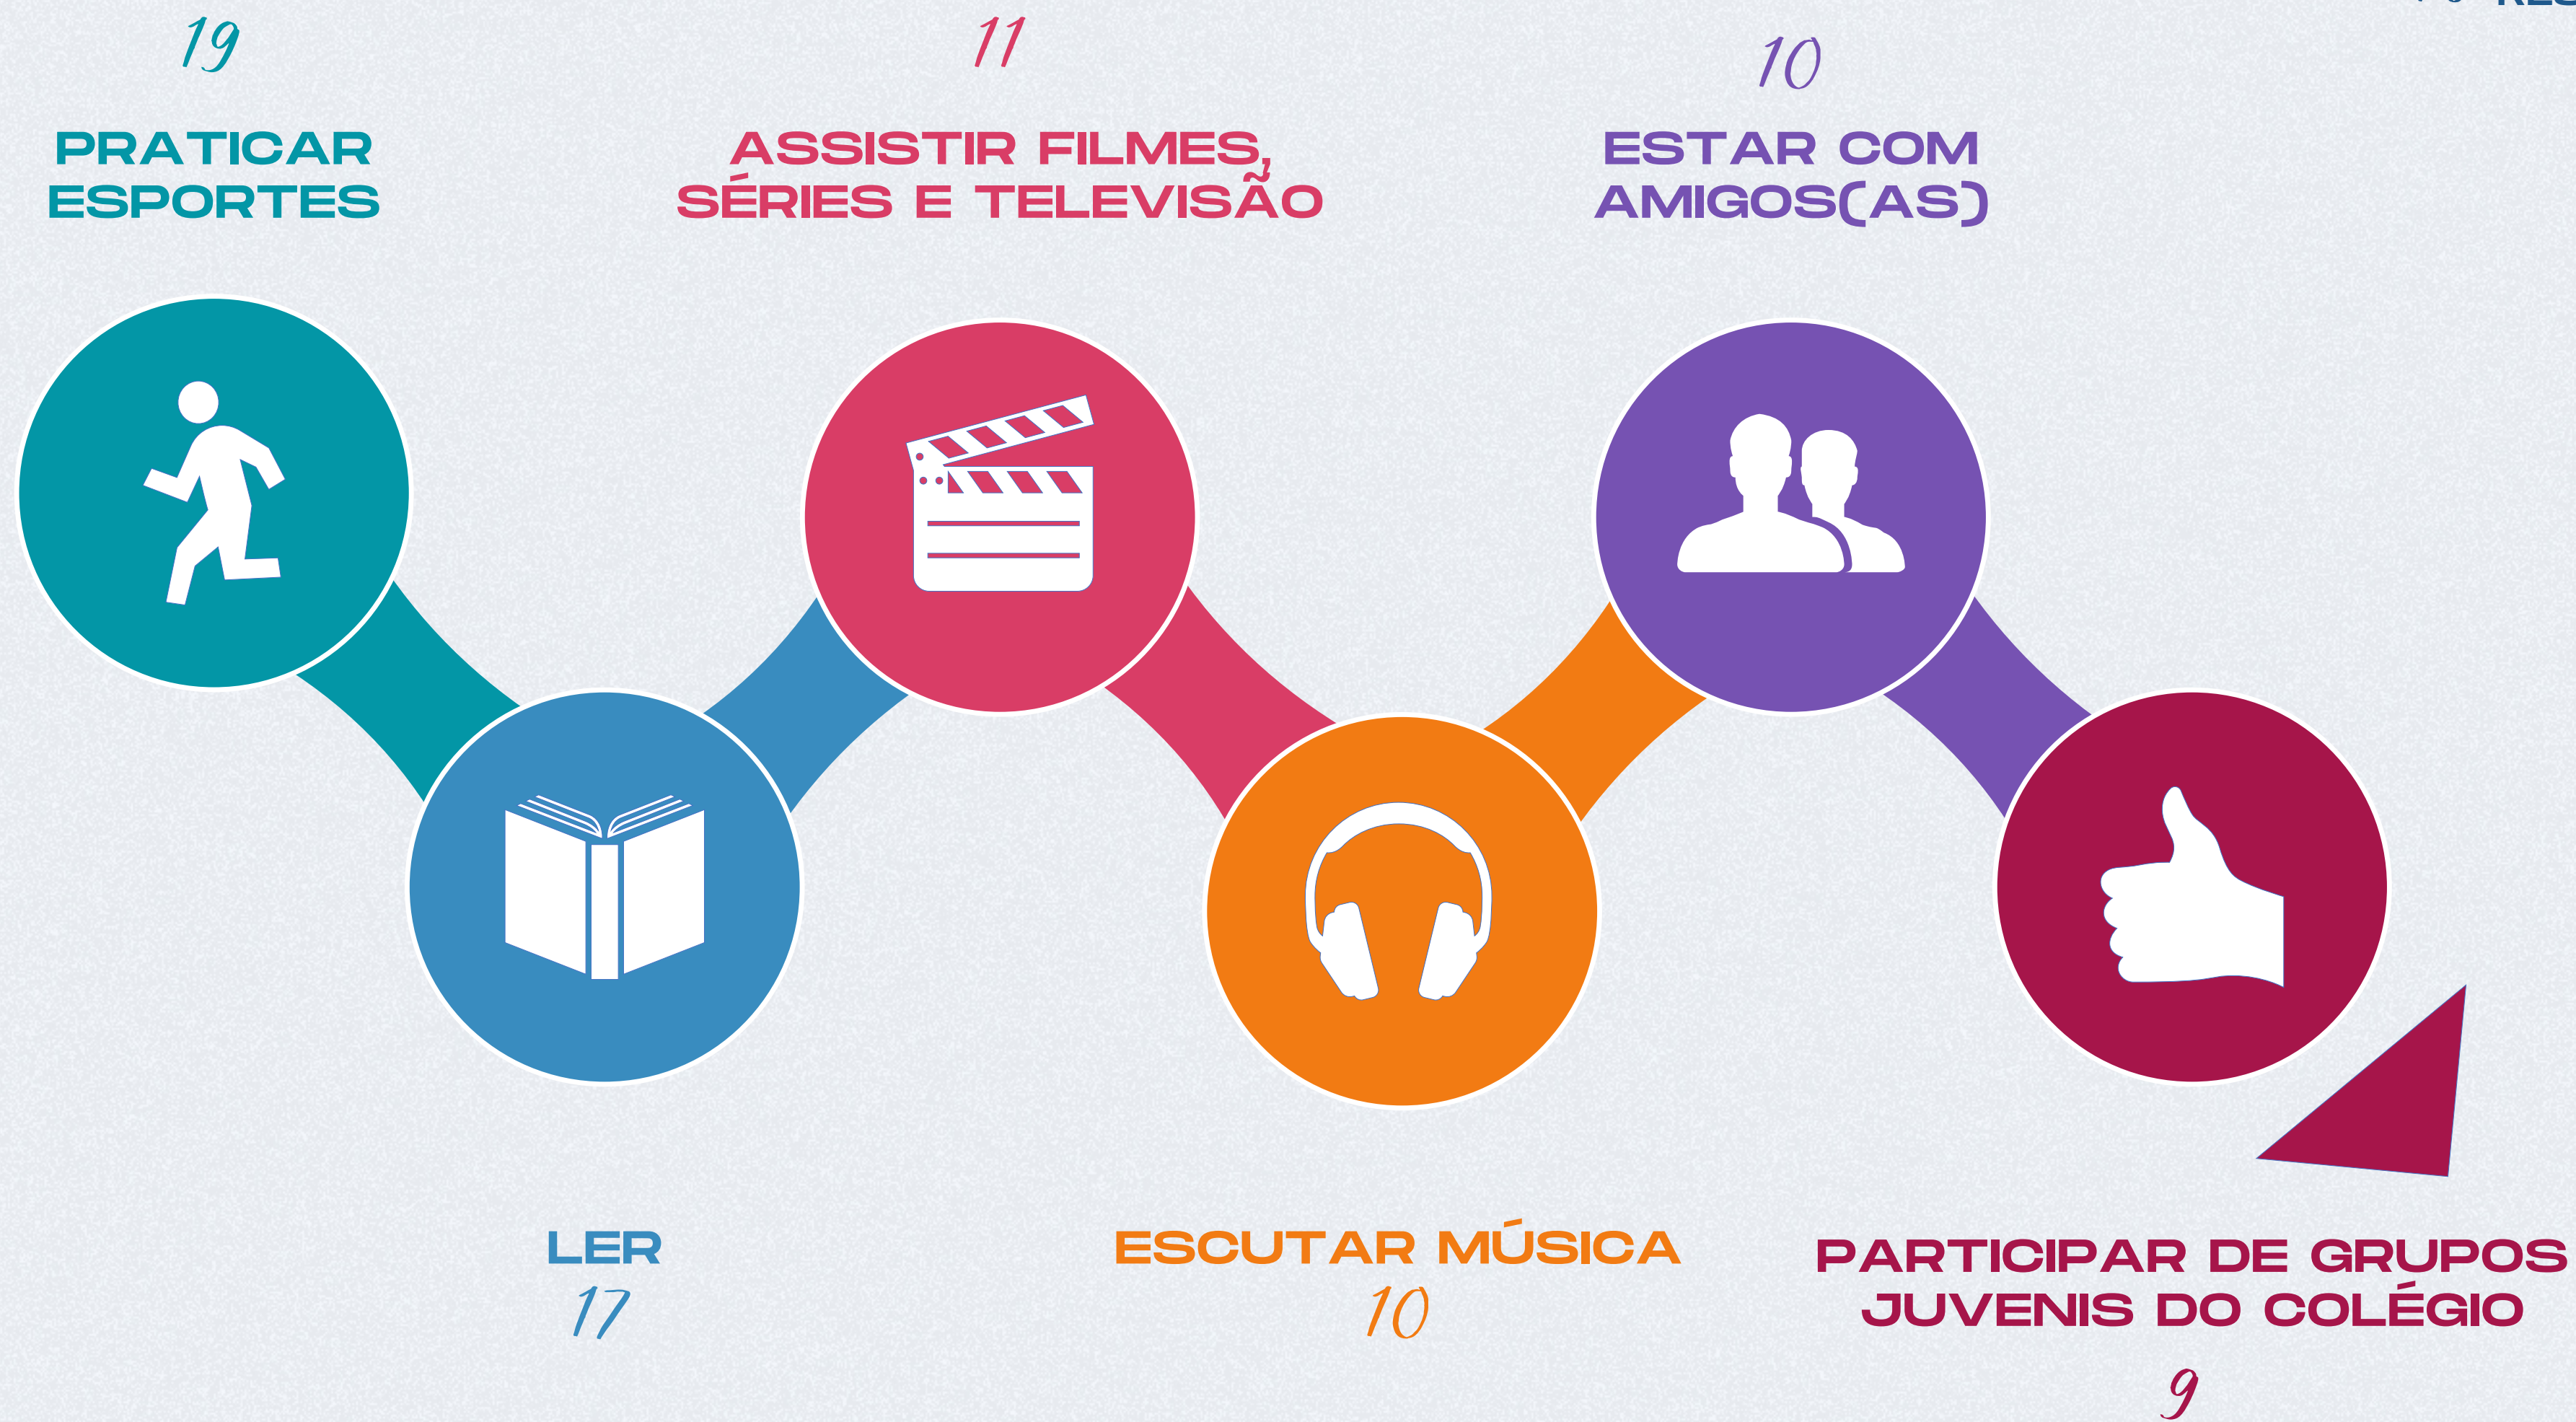 19
PRATICAR
ESPORTES
11
ASSISTIR FILMES,
SÉRIES E TELEVISÃO
10
ESTAR COM
AMIGOS(AS)
LER
17
ESCUTAR MÚSICA
10
PARTICIPAR DE GRUPOS
JUVENIS DO COLÉGIO
9